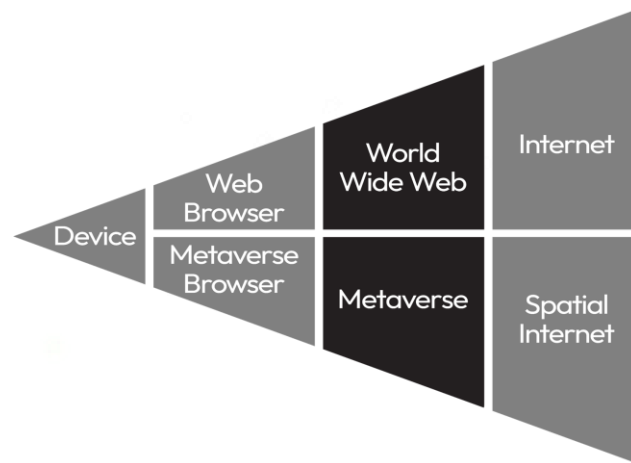 Device
Web
Browser
Metaverse
Browser
World
Wide Web
Metaverse
Internet
Spatial
Internet